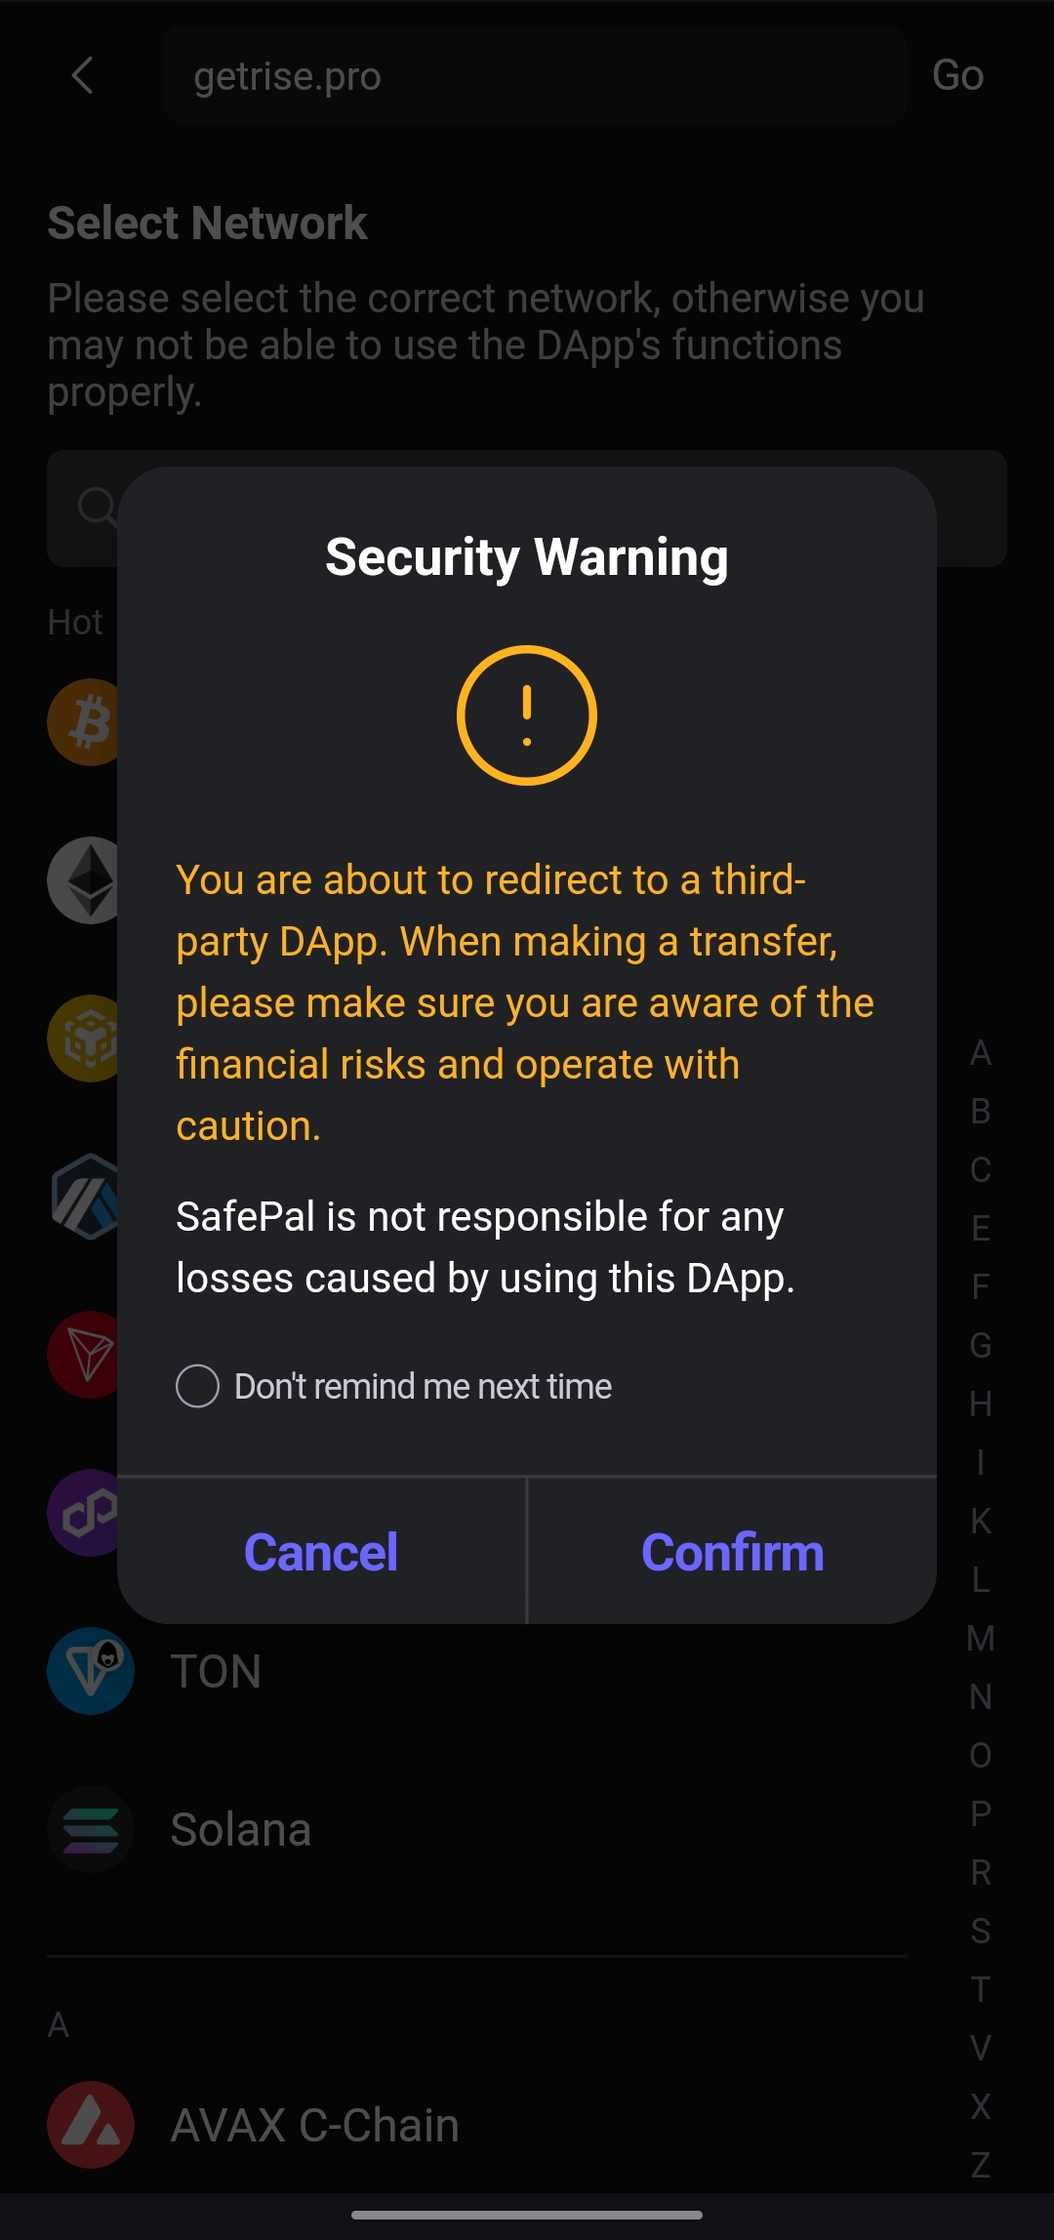 getrise.pro
Go
Select Network
Please select the correct network, otherwise you
may not be able to use the DApp's functions
properly.
Security Warning
Hot
You are about to redirect to a third-
party DApp. When making a transfer,
please make sure you are aware of the
financial risks and operate with
caution.
SafePal is not responsible for any
losses caused by using this DApp.
Don't remind me next time
Cancel
Confirm
TON
Solana
A
AVAX C-Chain
A
B
C
E
F
G
H
I
K
L
M
N
O
P
R
S
T
V
X
Z